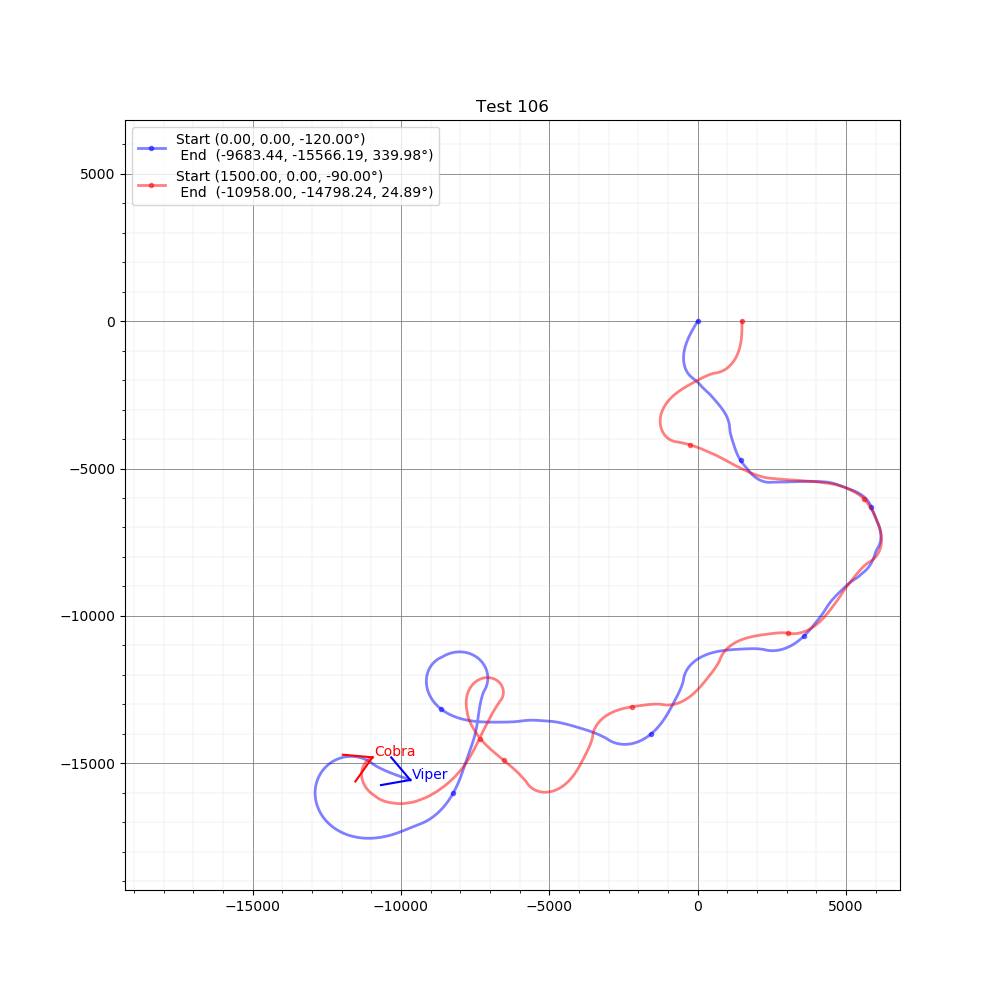 Test 106
Start (0.00, 0.00, -120.00°)
End (-9683.44, -15566.19, 339.98°)
Start (1500.00, 0.00, -90.00°)
End (-10958.00, -14798.24, 24.89°)
5000
0
−5000
−10000
−15000
Cobra
Viper
−15000
−10000
−5000
0
5000